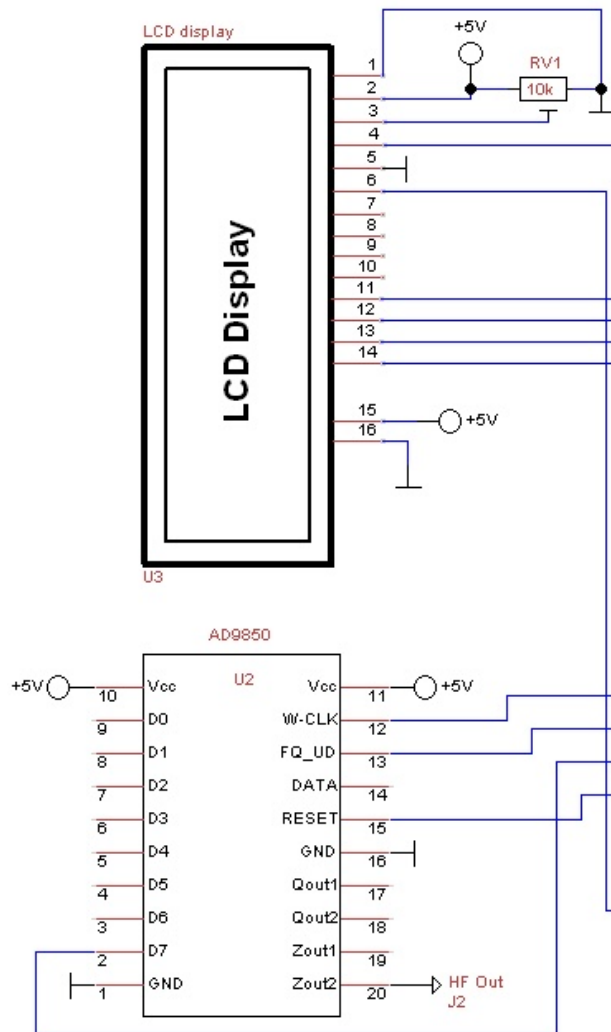 LCD display
1
+5V
RV1
2
10k
3
4
5
6
7
8
9
10
11
12
13
14
15
+5V
16
LCD Display
U3
AD9850
U2
+5V
10
Vcc
Vcc
11
+5V
9
D0
W-CLK
12
8
D1
FQ_UD
13
7
D2
DATA
14
6
D3
RESET
15
5
D4
GND
16
4
D5
Qout1
17
3
D6
Qout2
18
2
D7
Zout1
19
1
GND
Zout2
20
HF Out
J2